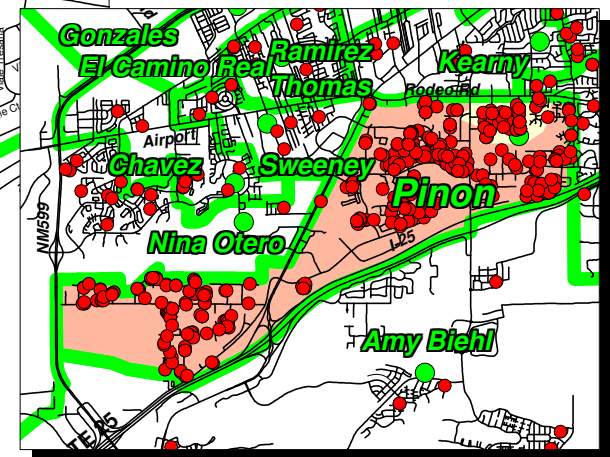 Gonzales
Ramirez
El Camino Real
Kearny
Thomas
Rodeo Rd
Airport
Chavez
Sweeney
Pinon
NM599
Nina Otero
I-25
Amy Biehl
TE 25